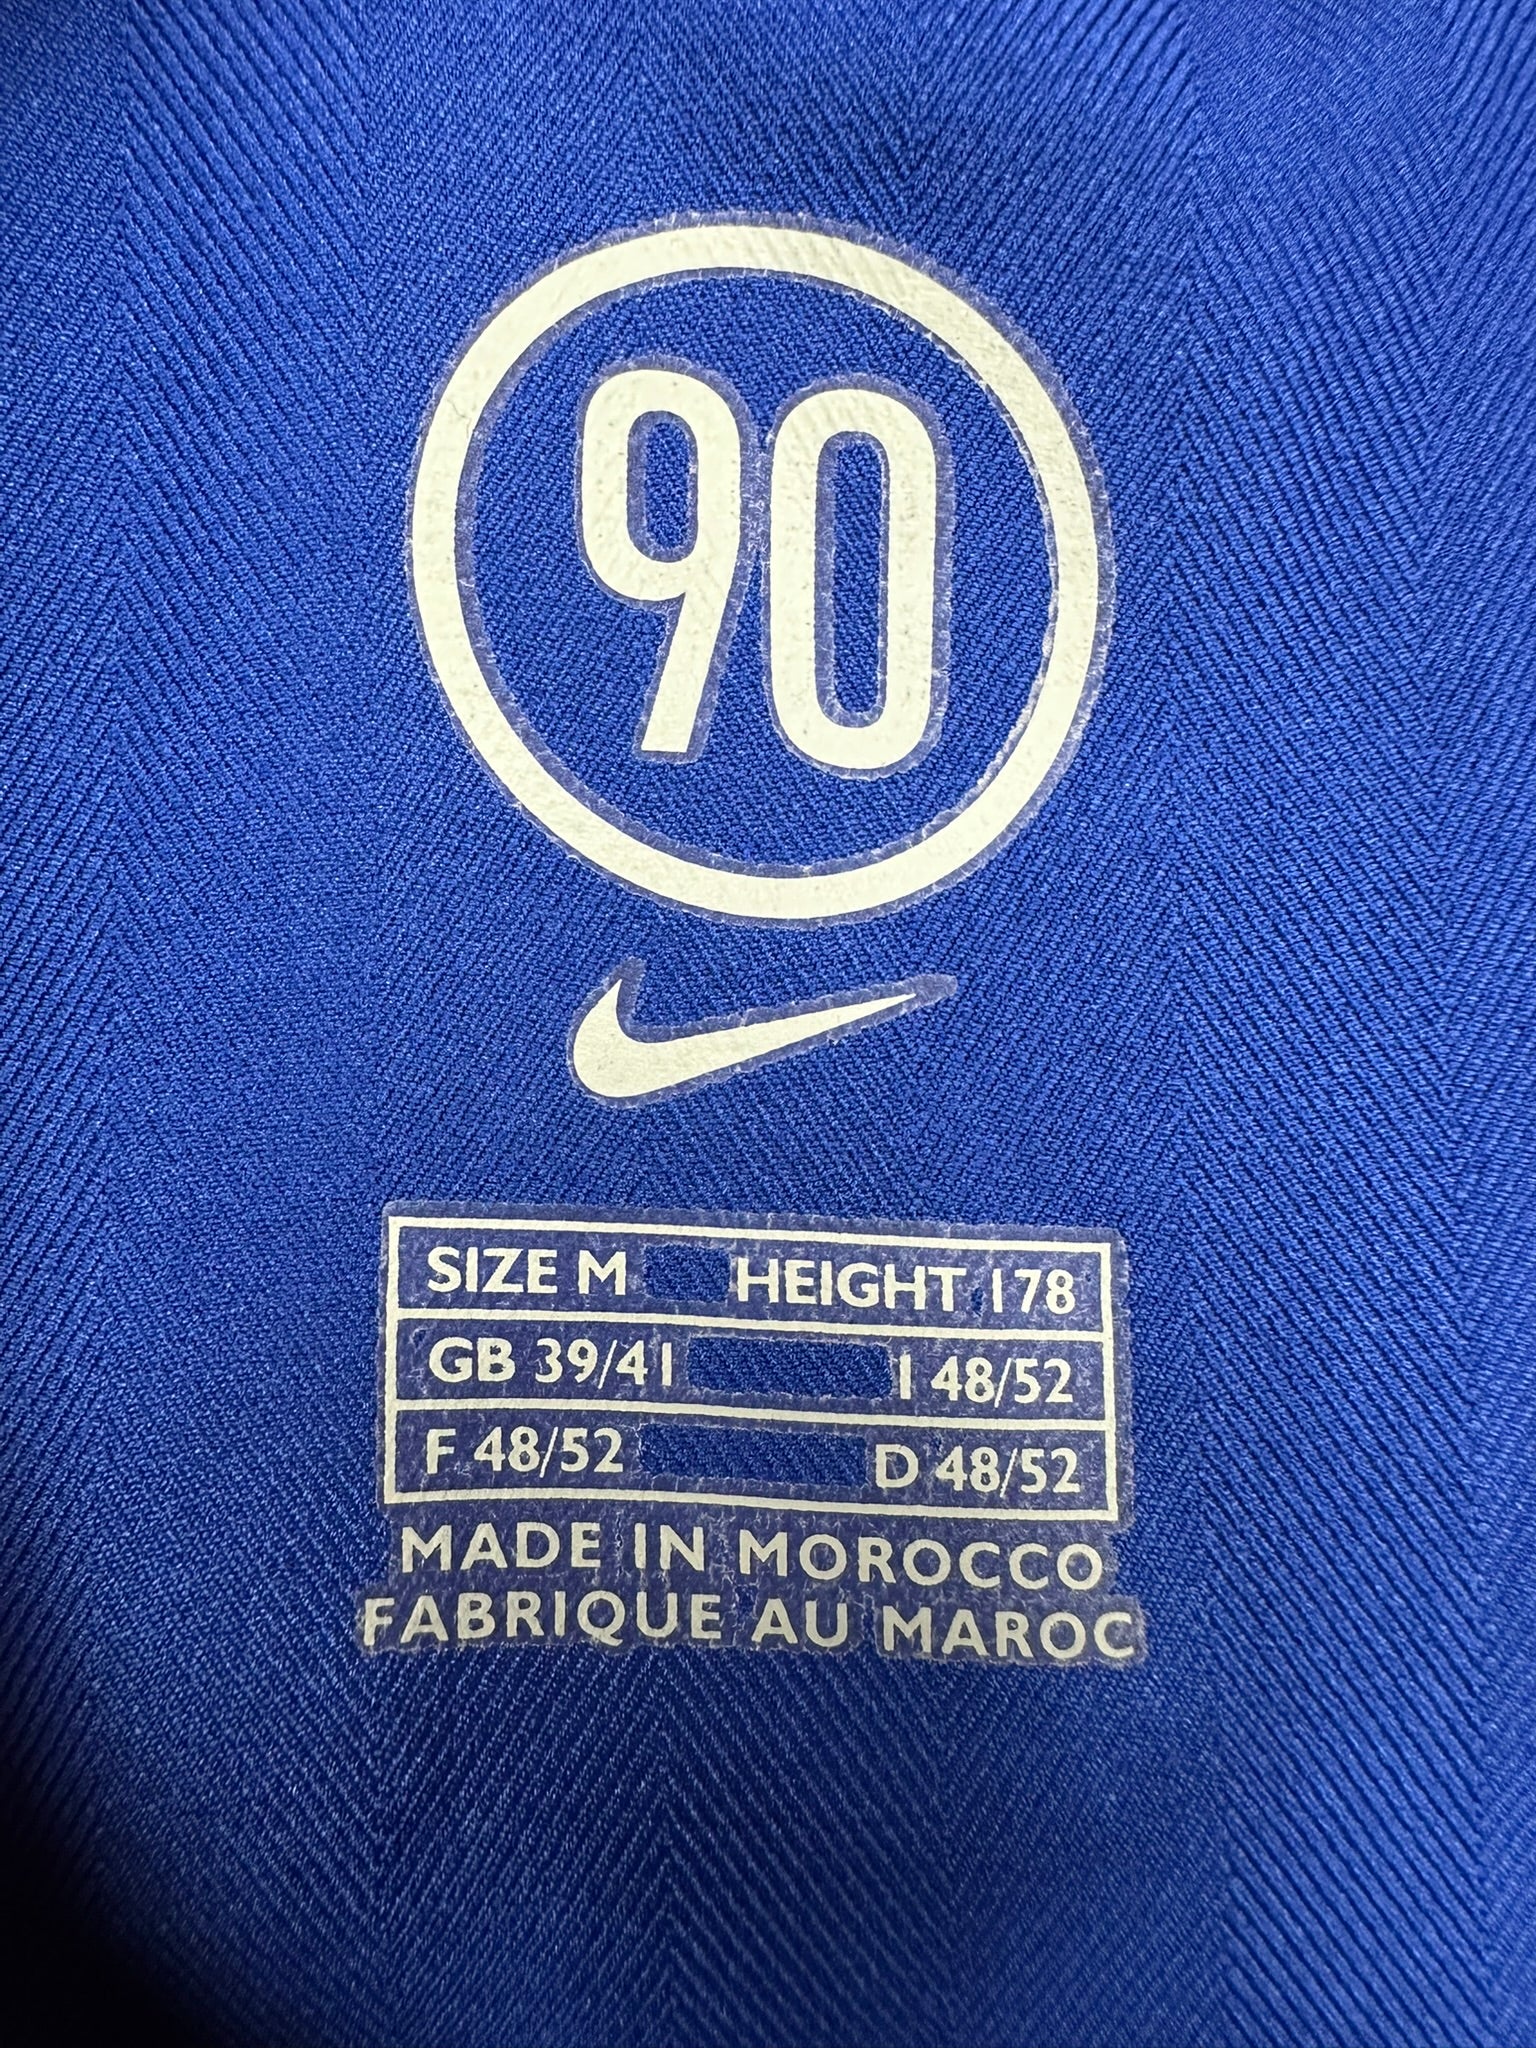 90
SIZE M HEIGHT 178
GB 39/41 I 48/52
F 48/52 D 48/52
MADE IN MOROCCO
FABRIQUE AU MAROC